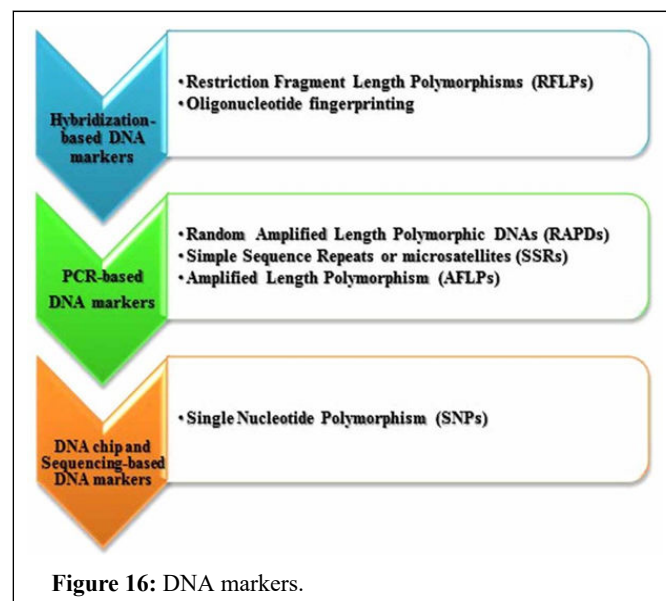 • Restriction Fragment Length Polymorphisms (RFLPs)
• Oligonucleotide fingerprinting
Hybridization-
based DNA
markers
• Random Amplified Length Polymorphic DNAs (RAPDs)
• Simple Sequence Repeats or microsatellites (SSRs)
• Amplified Length Polymorphism (AFLPs)
PCR-based
DNA markers
• Single Nucleotide Polymorphism (SNPs)
DNA chip and
Sequencing-based
DNA markers
Figure 16: DNA markers.